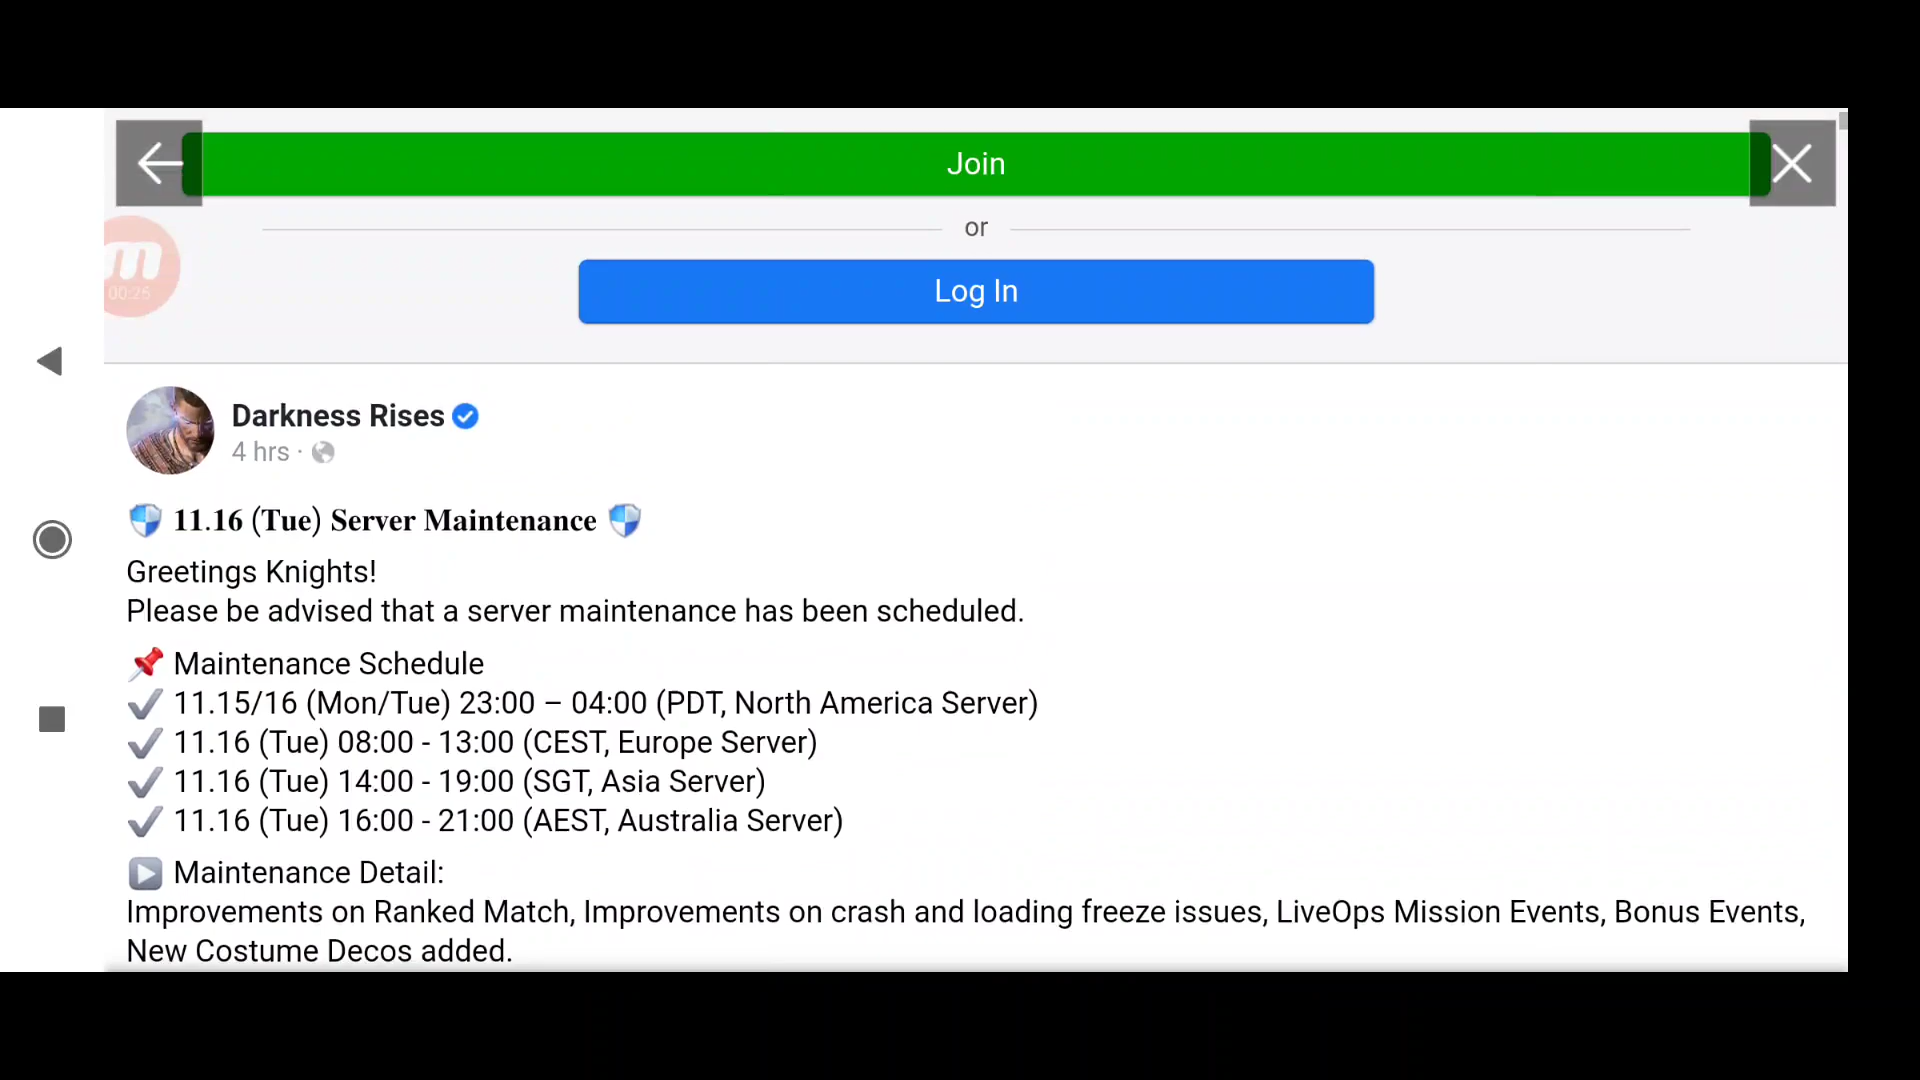 Join
or
m
00:25
Log In
Darkness Rises
4 hrs ·
11.16 (Tue) Server Maintenance
Greetings Knights!
Please be advised that a server maintenance has been scheduled.
Maintenance Schedule
11.15/16 (Mon/Tue) 23:00 – 04:00 (PDT, North America Server)
11.16 (Tue) 08:00 - 13:00 (CEST, Europe Server)
11.16 (Tue) 14:00 - 19:00 (SGT, Asia Server)
11.16 (Tue) 16:00 - 21:00 (AEST, Australia Server)
Maintenance Detail:
Improvements on Ranked Match, Improvements on crash and loading freeze issues, LiveOps Mission Events, Bonus Events,
New Costume Decos added.